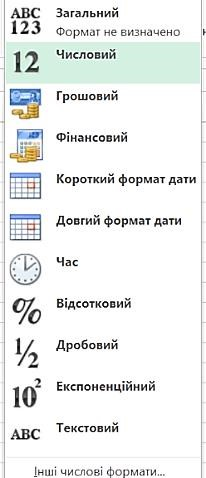 ABC
123
Загальний
Формат не визначено
12
Числовий
Грошовий
Фінансовий
Короткий формат дати
Довгий формат дати
Час
%
Відсотковий
½
Дробовий
10²
Експоненційний
ABC
Текстовий
Інші числові формати...